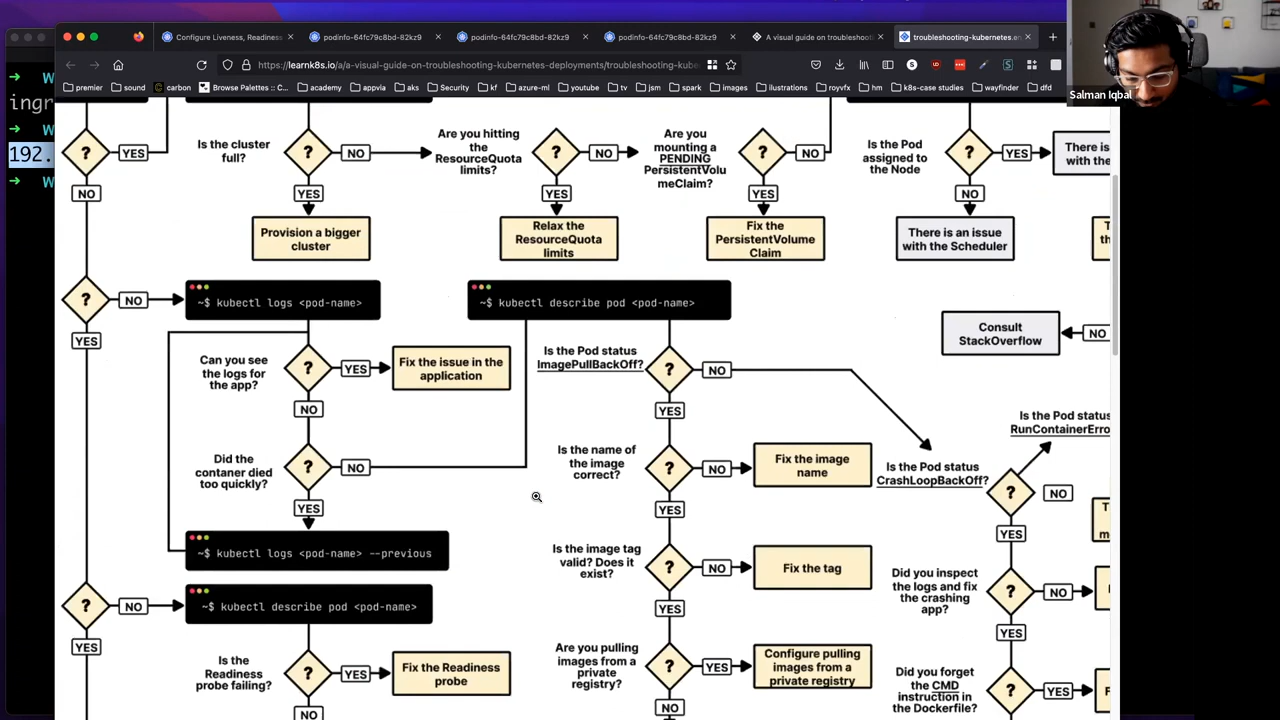 Configure Liveness, Readiness
podinfo-64fc79c8bd-82kz9
podinfo-64fc79c8bd-82kz9
podinfo-64fc79c8bd-82kz9
A visual guide on troubleshooti
troubleshooting-kubernetes.en
https://learnk8s.io/a/a-visual-guide-on-troubleshooting-kubernetes-deployments/troubleshooting-kube
premier
sound
carbon
Browse Palettes :: C...
academy
appvia
aks
Security
kf
azure-ml
youtube
tv
jsm
spark
images
ilustrations
royvfx
hm
k8s-case studies
wayfinder
dfd
Salman Iqbal
W
ingr
W
192.
W
?
YES
NO
Is the cluster
full?
?
NO
YES
Provision a bigger
cluster
Are you hitting
the
ResourceQuota
limits?
?
NO
YES
Relax the
ResourceQuota
limits
Are you
mounting a
PENDING
PersistentVolu
meClaim?
?
NO
YES
Fix the
PersistentVolume
Claim
Is the Pod
assigned to
the Node
?
YES
There is
with the
NO
There is an issue
with the Scheduler
?
NO
YES
~$ kubectl logs <pod-name>
Can you see
the logs for
the app?
?
YES
Fix the issue in the
application
NO
Did the
contaner died
too quickly?
?
NO
YES
~$ kubectl logs <pod-name> --previous
~$ kubectl describe pod <pod-name>
Is the Pod status
ImagePullBackOff?
?
NO
YES
Is the name of
the image
correct?
?
NO
Fix the image
name
YES
Is the image tag
valid? Does it
exist?
?
NO
Fix the tag
YES
Are you pulling
images from a
private
registry?
?
YES
Configure pulling
images from a
private registry
NO
Consult
StackOverflow
NO
Is the Pod status
RunContainerErro
Is the Pod status
CrashLoopBackOff?
?
NO
YES
Did you inspect
the logs and fix
the crashing
app?
?
NO
YES
Did you forget
the CMD
instruction in
the Dockerfile?
?
YES
?
NO
YES
~$ kubectl describe pod <pod-name>
Is the
Readiness
probe failing?
?
YES
Fix the Readiness
probe
NO